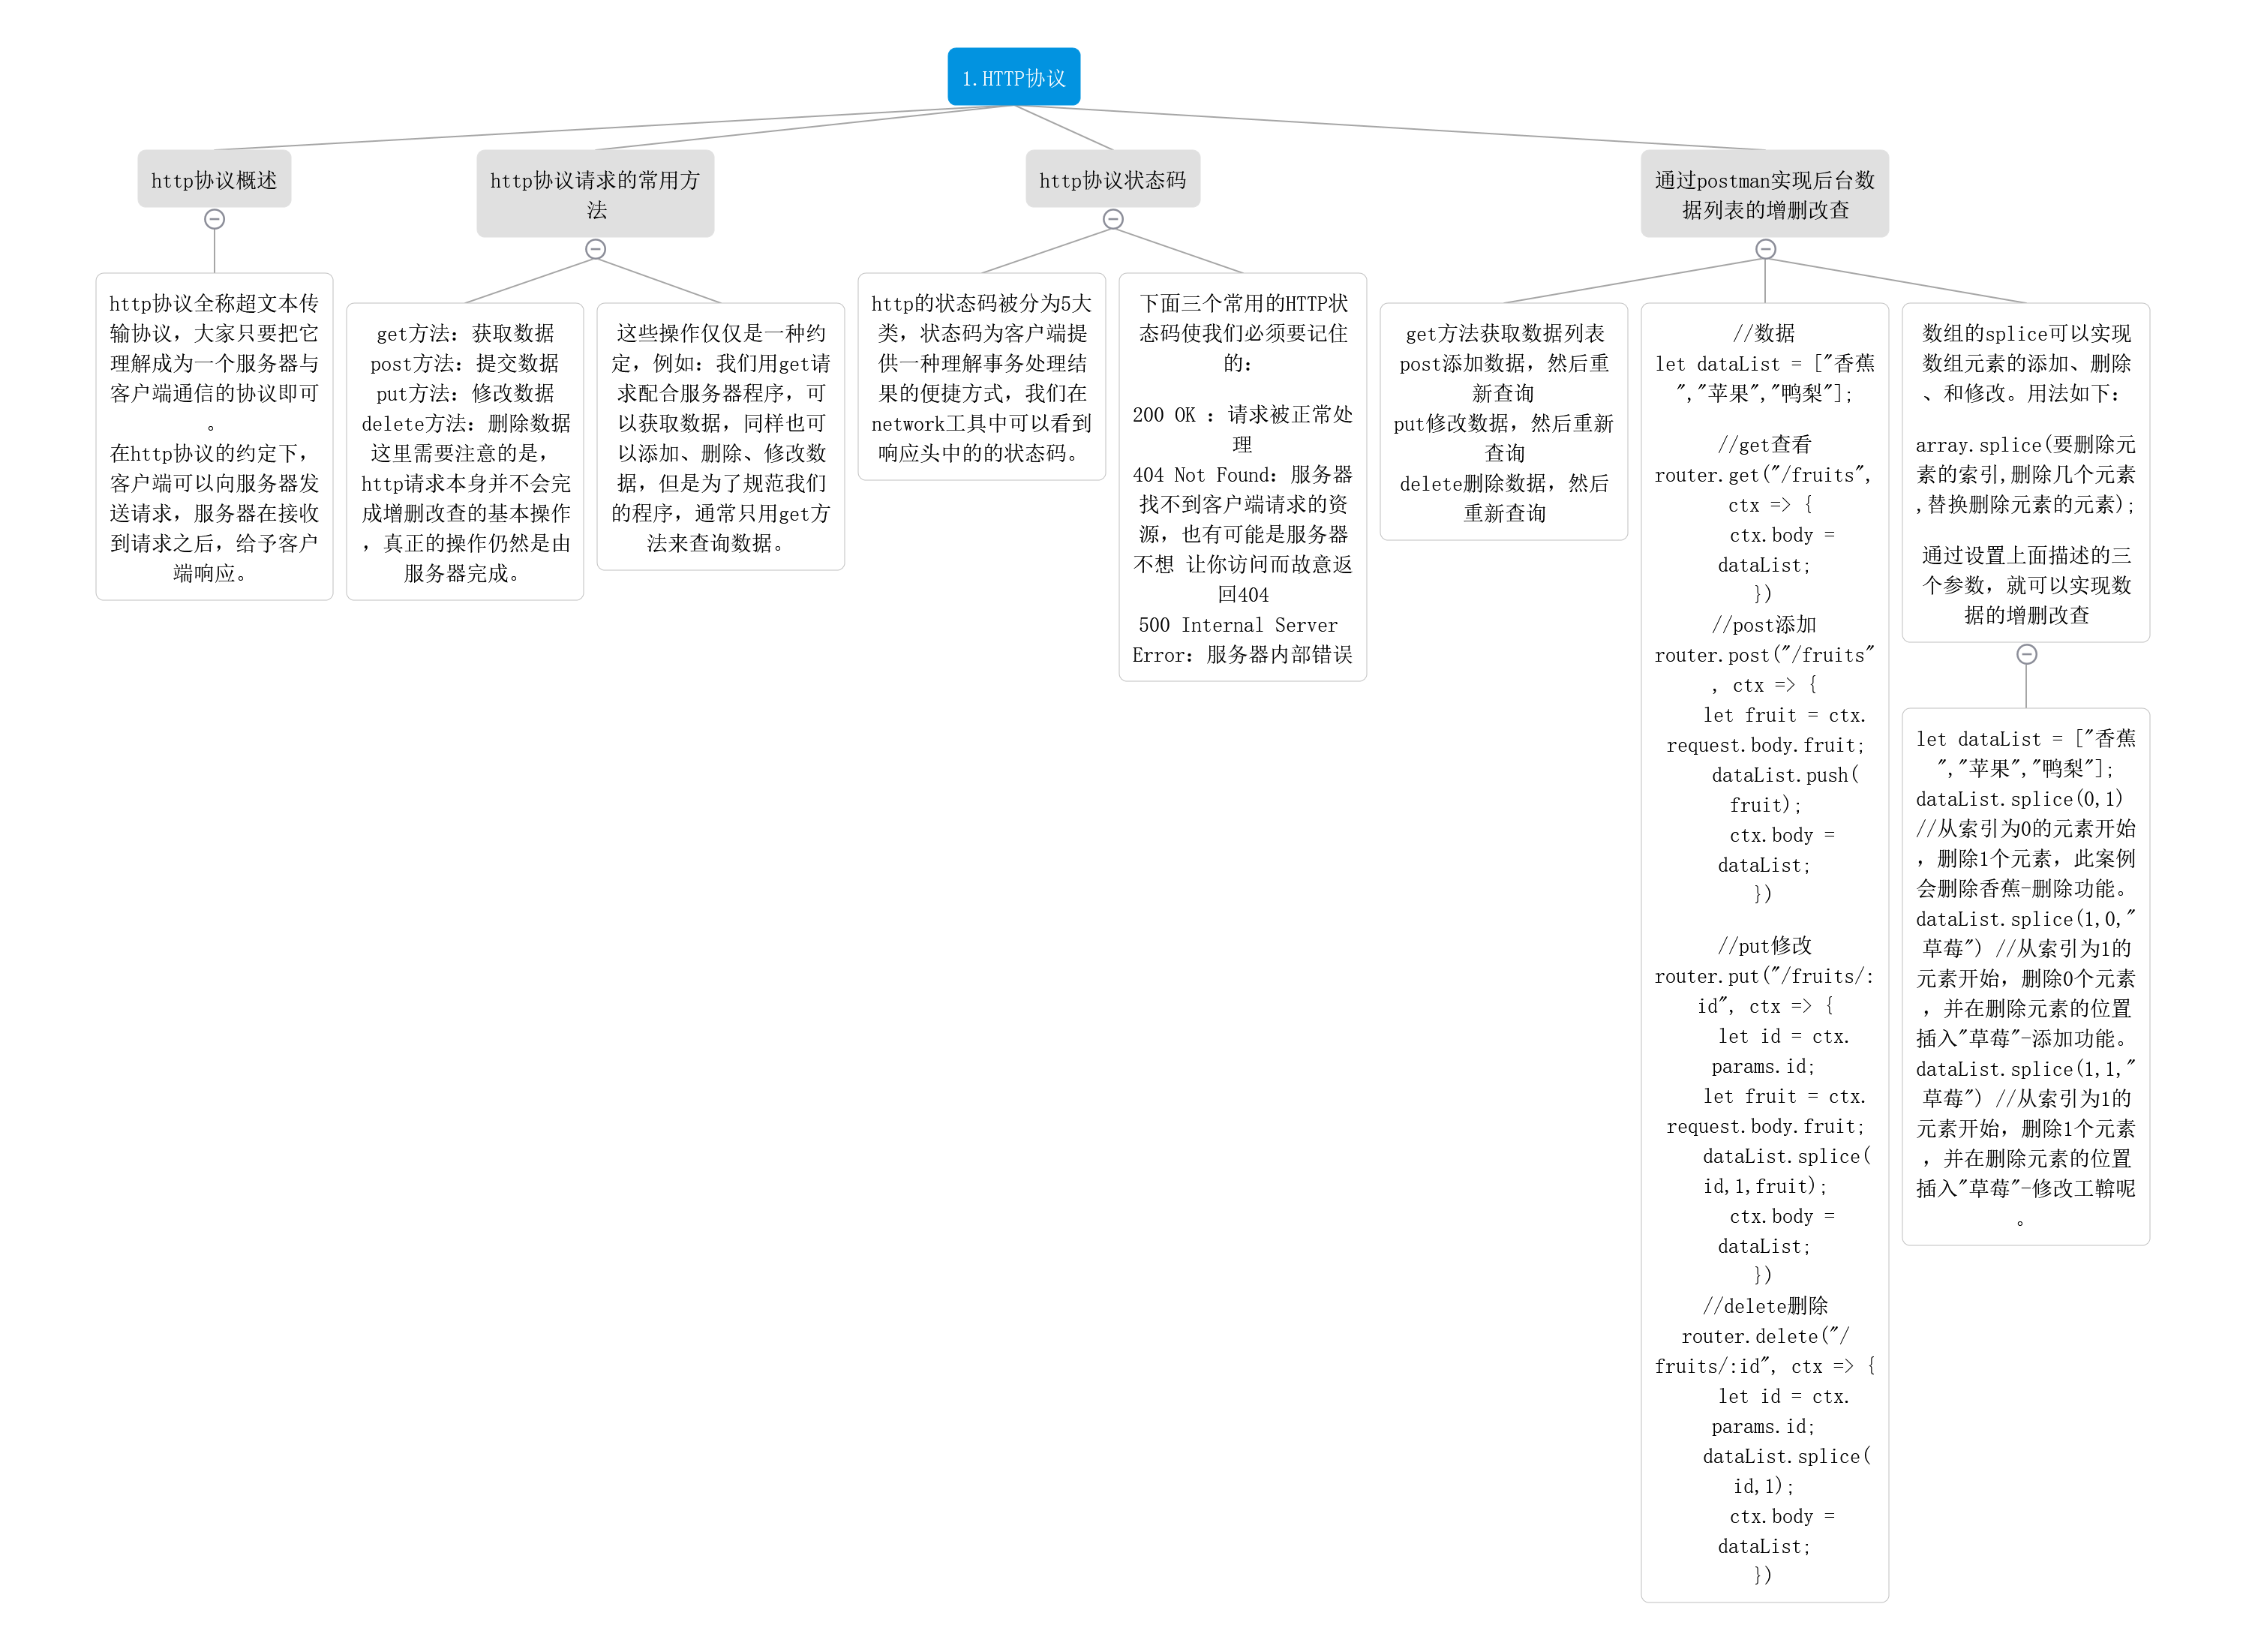 1.HTTP协议
http协议概述
http协议全称超文本传
输协议，大家只要把它
理解成为一个服务器与
客户端通信的协议即可
。
在http协议的约定下，
客户端可以向服务器发
送请求，服务器在接收
到请求之后，给予客户
端响应。
http协议请求的常用方
法
get方法：获取数据
post方法：提交数据
put方法：修改数据
delete方法：删除数据
这里需要注意的是，
http请求本身并不会完
成增删改查的基本操作
，真正的操作仍然是由
服务器完成。
这些操作仅仅是一种约
定，例如：我们用get请
求配合服务器程序，可
以获取数据，同样也可
以添加、删除、修改数
据，但是为了规范我们
的程序，通常只用get方
法来查询数据。
http协议状态码
http的状态码被分为5大
类，状态码为客户端提
供一种理解事务处理结
果的便捷方式，我们在
network工具中可以看到
响应头中的的状态码。
下面三个常用的HTTP状
态码使我们必须要记住
的：
200 OK ：请求被正常处
理
404 Not Found：服务器
找不到客户端请求的资
源，也有可能是服务器
不想 让你访问而故意返
回404
500 Internal Server
Error：服务器内部错误
通过postman实现后台数
据列表的增删改查
get方法获取数据列表
post添加数据，然后重
新查询
put修改数据，然后重新
查询
delete删除数据，然后
重新查询
//数据
let dataList = ["香蕉
","苹果","鸭梨"];
//get查看
router.get("/fruits",
ctx => {
ctx.body =
dataList;
})
//post添加
router.post("/fruits"
, ctx => {
let fruit = ctx.
request.body.fruit;
dataList.push(
fruit);
ctx.body =
dataList;
})
//put修改
router.put("/fruits/:
id", ctx => {
let id = ctx.
params.id;
let fruit = ctx.
request.body.fruit;
dataList.splice(
id,1,fruit);
ctx.body =
dataList;
})
//delete删除
router.delete("/
fruits/:id", ctx => {
let id = ctx.
params.id;
dataList.splice(
id,1);
ctx.body =
dataList;
})
数组的splice可以实现
数组元素的添加、删除
、和修改。用法如下：
array.splice(要删除元
素的索引,删除几个元素
,替换删除元素的元素);
通过设置上面描述的三
个参数，就可以实现数
据的增删改查
let dataList = ["香蕉
","苹果","鸭梨"];
dataList.splice(0,1)
//从索引为0的元素开始
，删除1个元素，此案例
会删除香蕉-删除功能。
dataList.splice(1,0,"
草莓") //从索引为1的
元素开始，删除0个元素
，并在删除元素的位置
插入"草莓"-添加功能。
dataList.splice(1,1,"
草莓") //从索引为1的
元素开始，删除1个元素
，并在删除元素的位置
插入"草莓"-修改工鞥呢
。